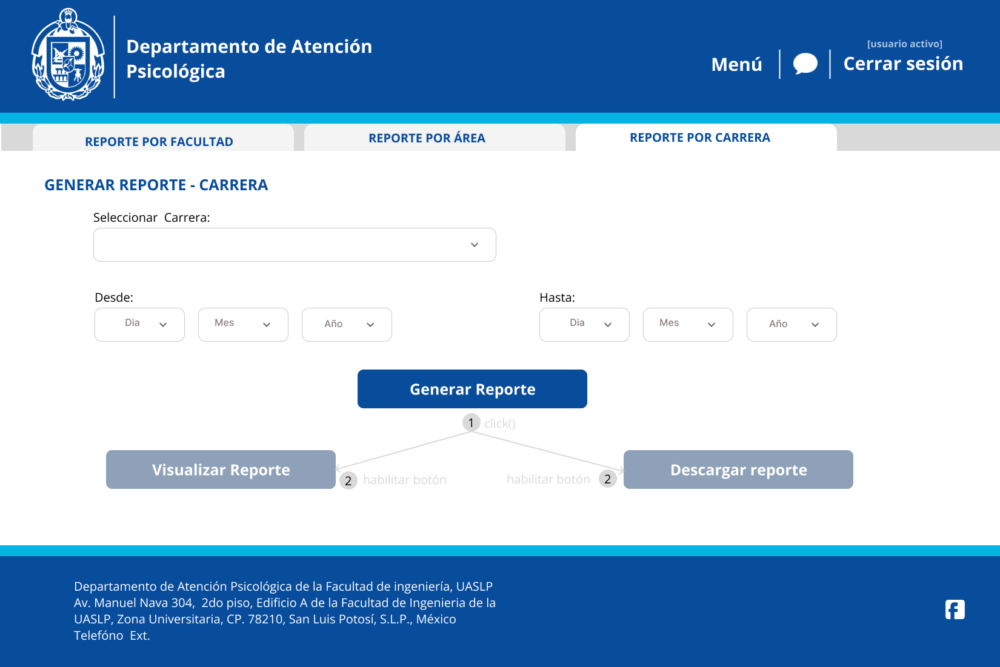 Departamento de Atención
Psicológica
[usuario activo]
Menú
Cerrar sesión
REPORTE POR FACULTAD
REPORTE POR ÁREA
REPORTE POR CARRERA
GENERAR REPORTE - CARRERA
Seleccionar  Carrera:
Desde:
Hasta:
Dia
Mes
Año
Dia
Mes
Año
Generar Reporte
1 click()
Visualizar Reporte
Descargar reporte
2 habilitar botón
habilitar botón 2
Departamento de Atención Psicológica de la Facultad de ingeniería, UASLP
Av. Manuel Nava 304,  2do piso, Edificio A de la Facultad de Ingenieria de la
UASLP, Zona Universitaria, CP. 78210, San Luis Potosí, S.L.P., México
Telefóno  Ext.